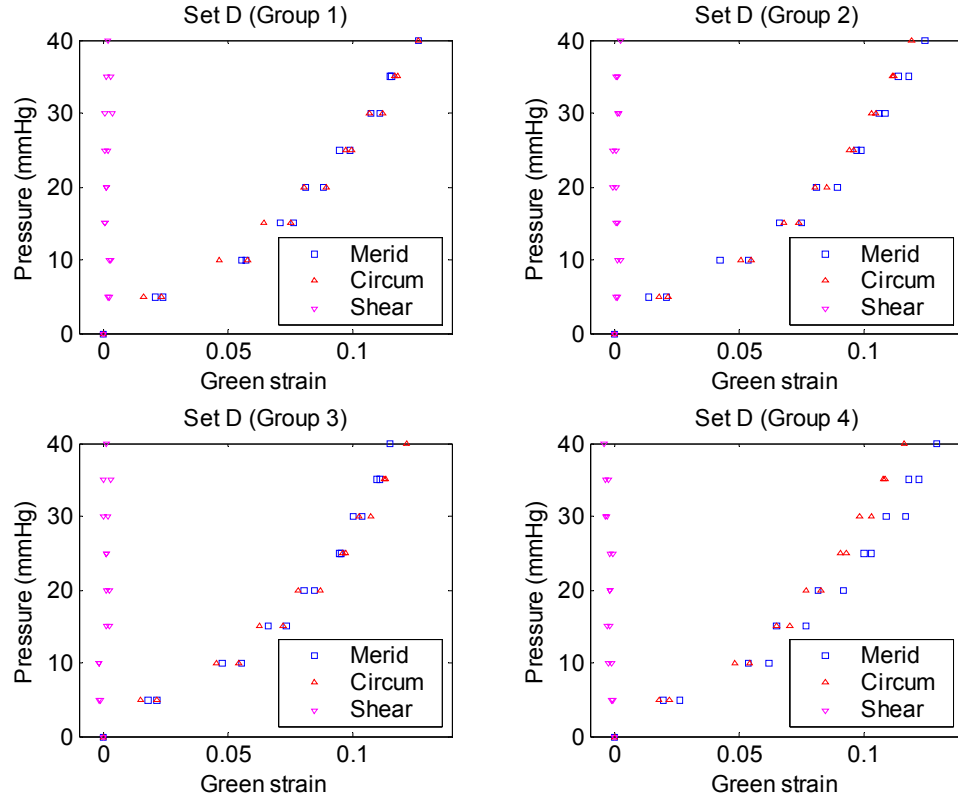 Set D (Group 1)
40
30
20
10
0
Pressure (mmHg)
0
0.05
0.1
Green strain
Merid
Circum
Shear
Set D (Group 2)
40
30
20
10
0
Pressure (mmHg)
0
0.05
0.1
Green strain
Merid
Circum
Shear
Set D (Group 3)
40
30
20
10
0
Pressure (mmHg)
0
0.05
0.1
Green strain
Merid
Circum
Shear
Set D (Group 4)
40
30
20
10
0
Pressure (mmHg)
0
0.05
0.1
Green strain
Merid
Circum
Shear